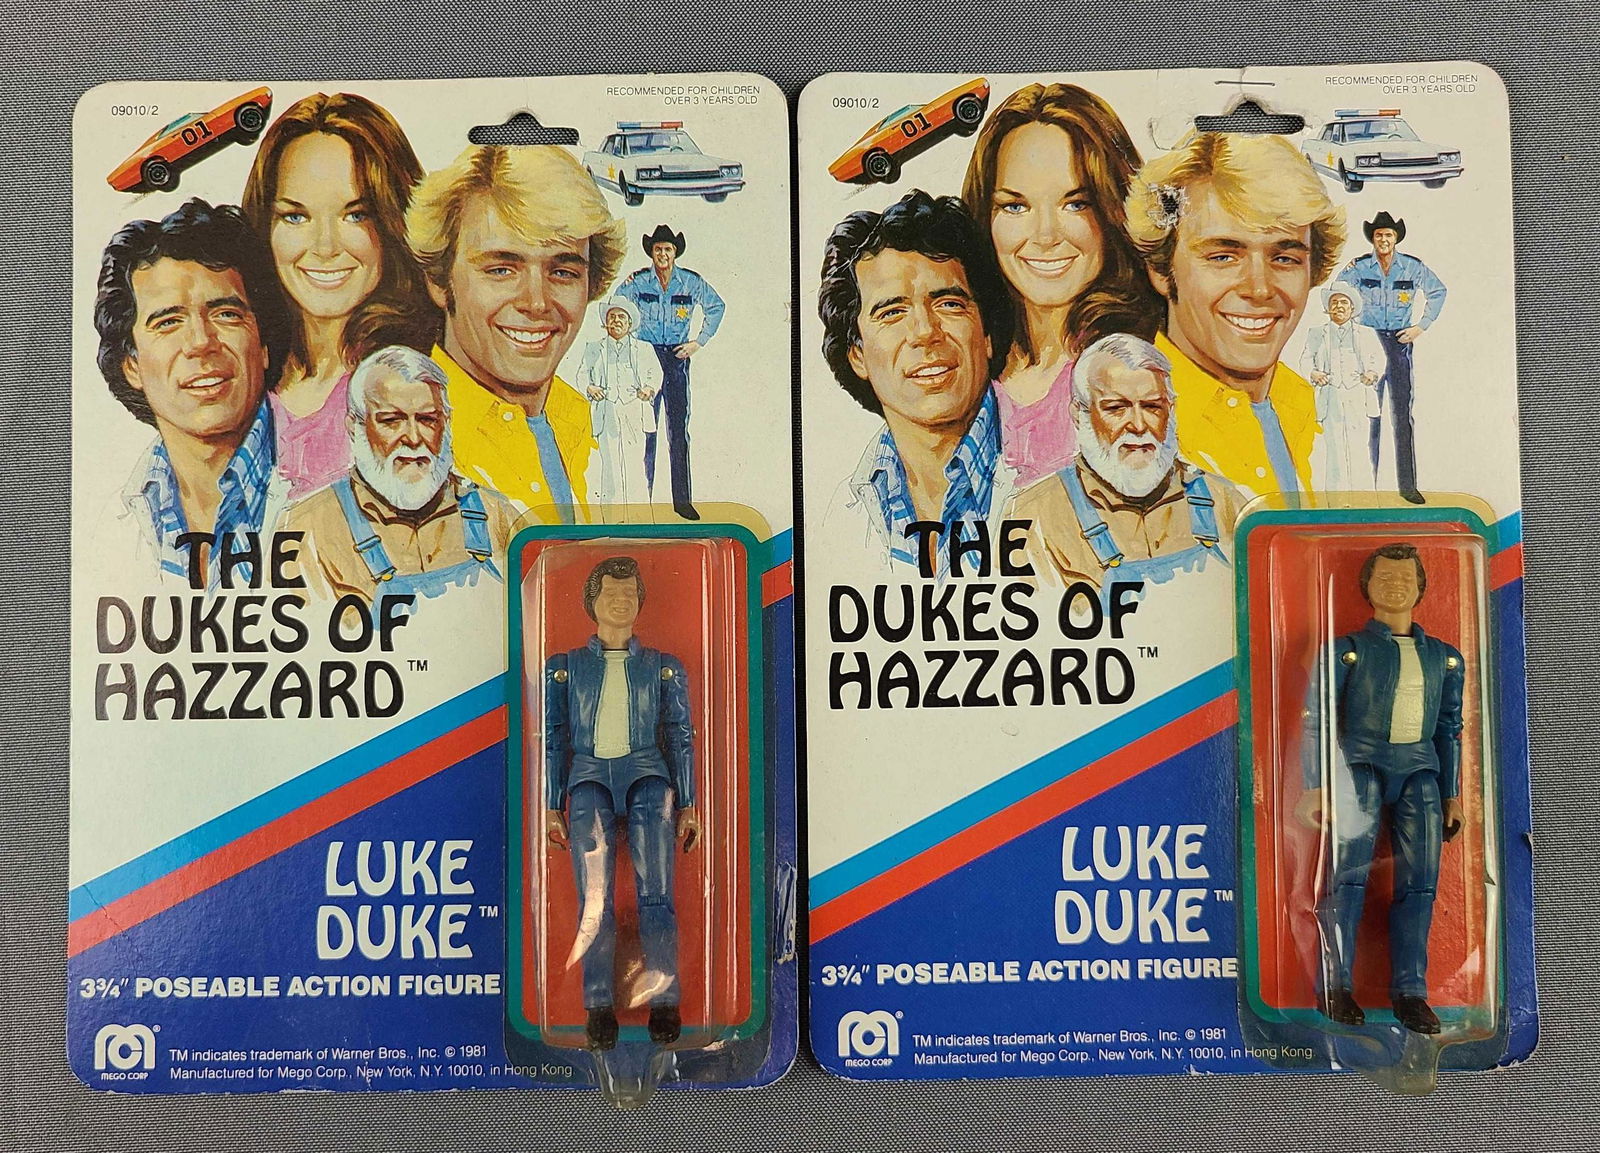 09010/2
RECOMMENDED FOR CHILDREN
OVER 3 YEARS OLD
01
THE
DUKES OF
HAZZARD™
LUKE
DUKE™
3¾" POSEABLE ACTION FIGURE
MEGO CORP ®
TM indicates trademark of Warner Bros., Inc. © 1981
Manufactured for Mego Corp., New York, N.Y. 10010, in Hong Kong.
09010/2
RECOMMENDED FOR CHILDREN
OVER 3 YEARS OLD
01
THE
DUKES OF
HAZZARD™
LUKE
DUKE™
3¾" POSEABLE ACTION FIGURE
MEGO CORP ®
TM indicates trademark of Warner Bros., Inc. © 1981
Manufactured for Mego Corp., New York, N.Y. 10010, in Hong Kong.